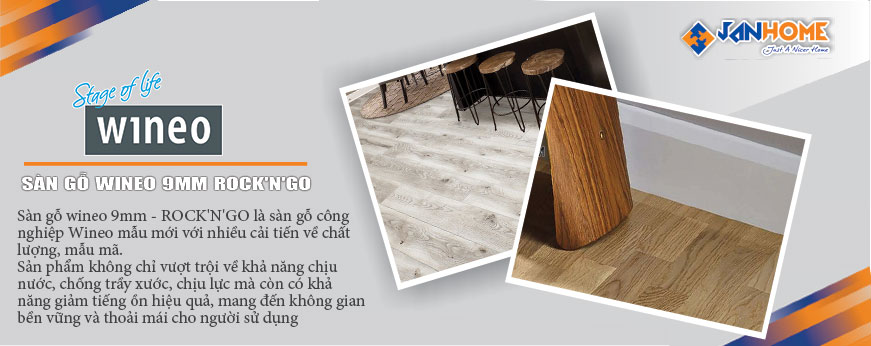 JANHOME
Just A Nicer Home
Stage of life
wineo
SÀN GỖ WINEO 9MM ROCK'N'GO
Sàn gỗ wineo 9mm - ROCK'N'GO là sàn gỗ công
nghiệp Wineo mẫu mới với nhiều cải tiến về chất
lượng, mẫu mã.
Sản phẩm không chỉ vượt trội về khả năng chịu
nước, chống trầy xước, chịu lực mà còn có khả
năng giảm tiếng ồn hiệu quả, mang đến không gian
bền vững và thoải mái cho người sử dụng